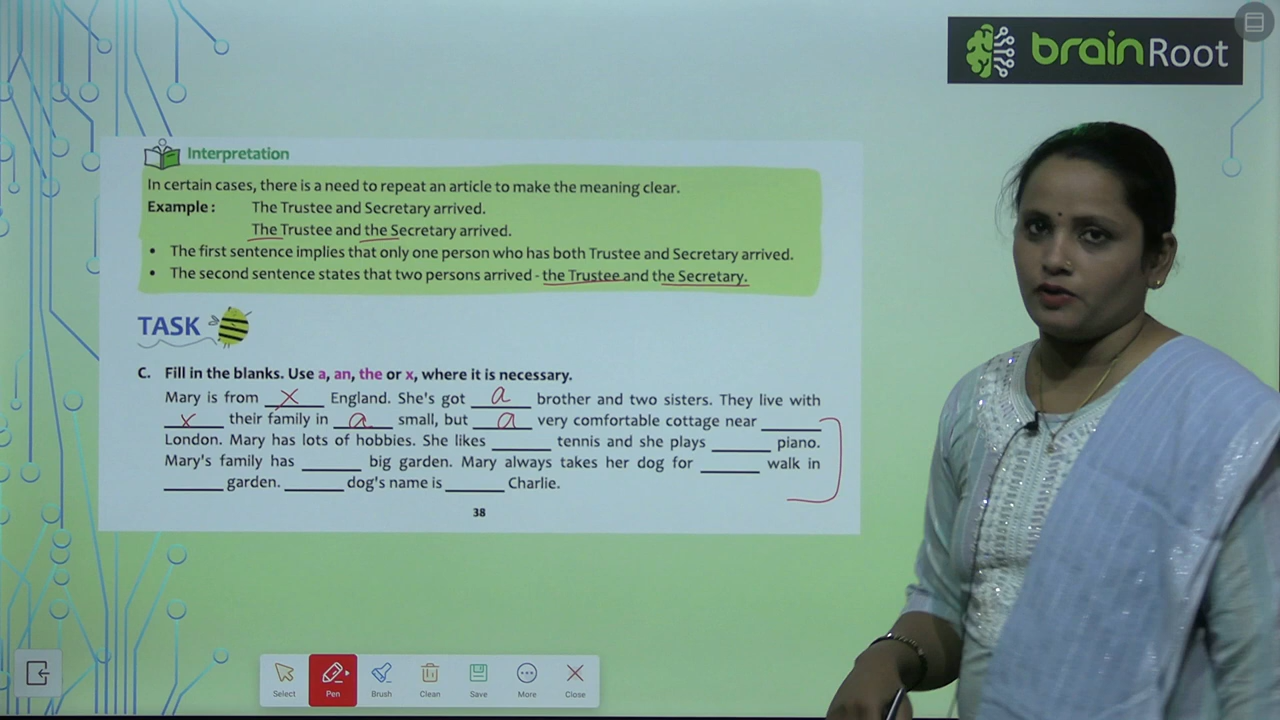 brainRoot
Interpretation
In certain cases, there is a need to repeat an article to make the meaning clear.
Example : The Trustee and Secretary arrived.
The Trustee and the Secretary arrived.
• The first sentence implies that only one person who has both Trustee and Secretary arrived.
• The second sentence states that two persons arrived - the Trustee and the Secretary.
TASK
C. Fill in the blanks. Use a, an, the or x, where it is necessary.
Mary is from x England. She's got a brother and two sisters. They live with
x their family in a small, but a very comfortable cottage near ______
London. Mary has lots of hobbies. She likes ______ tennis and she plays ______ piano.
Mary's family has ______ big garden. Mary always takes her dog for ______ walk in
______ garden. ______ dog's name is ______ Charlie.
38
Select Pen Brush Clean Save More Close